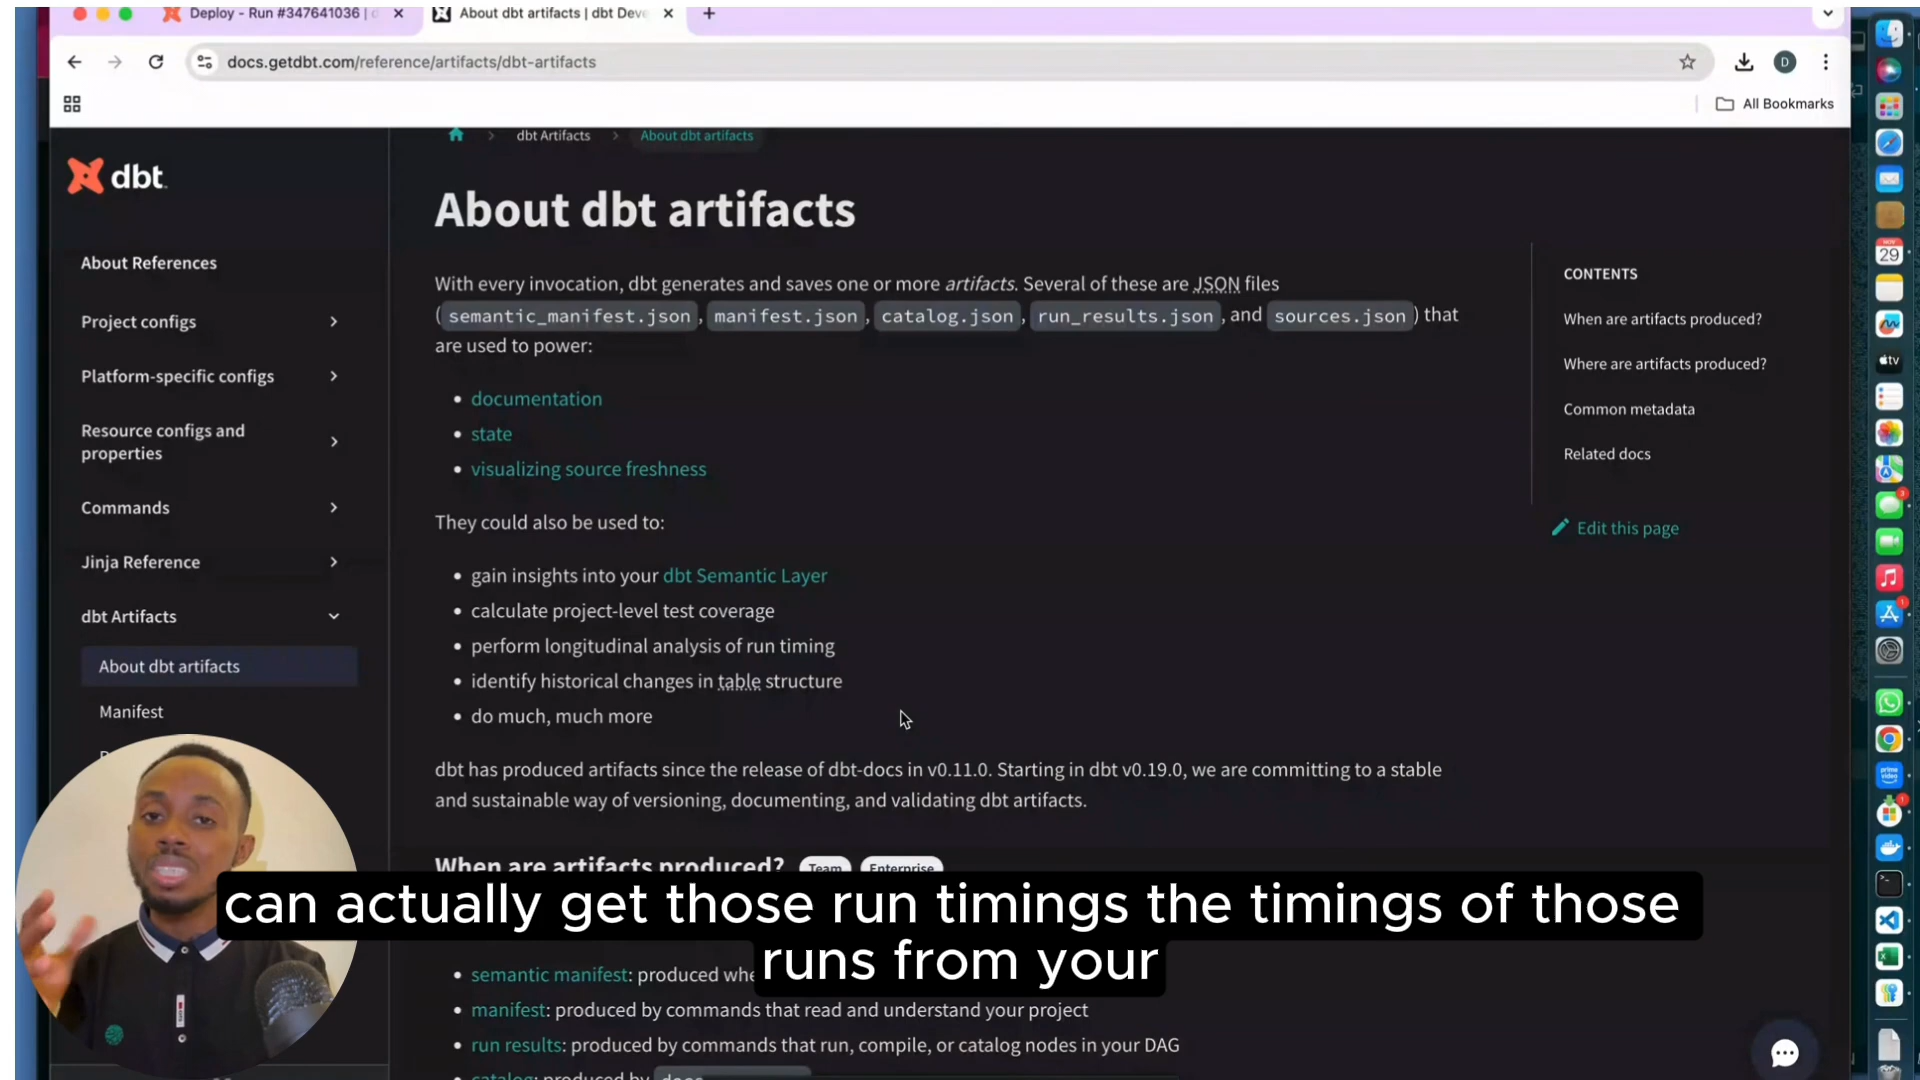 Deploy - Run #347641036 |
About dbt artifacts | dbt Deve
docs.getdbt.com/reference/artifacts/dbt-artifacts
D
All Bookmarks
dbt Artifacts
About dbt artifacts
dbt
About References
Project configs
Platform-specific configs
Resource configs and
properties
Commands
Jinja Reference
dbt Artifacts
About dbt artifacts
Manifest
About dbt artifacts
With every invocation, dbt generates and saves one or more artifacts. Several of these are JSON files
(semantic_manifest.json, manifest.json, catalog.json, run_results.json, and sources.json) that
are used to power:
• documentation
• state
• visualizing source freshness
They could also be used to:
• gain insights into your dbt Semantic Layer
• calculate project-level test coverage
• perform longitudinal analysis of run timing
• identify historical changes in table structure
• do much, much more
dbt has produced artifacts since the release of dbt-docs in v0.11.0. Starting in dbt v0.19.0, we are committing to a stable
and sustainable way of versioning, documenting, and validating dbt artifacts.
When are artifacts produced? Team Enterprise
• semantic manifest: produced whe
• manifest: produced by commands that read and understand your project
• run results: produced by commands that run, compile, or catalog nodes in your DAG
• catalog: produced by docs
CONTENTS
When are artifacts produced?
Where are artifacts produced?
Common metadata
Related docs
Edit this page
NOV
29
tv
prime
video
can actually get those run timings the timings of those
runs from your